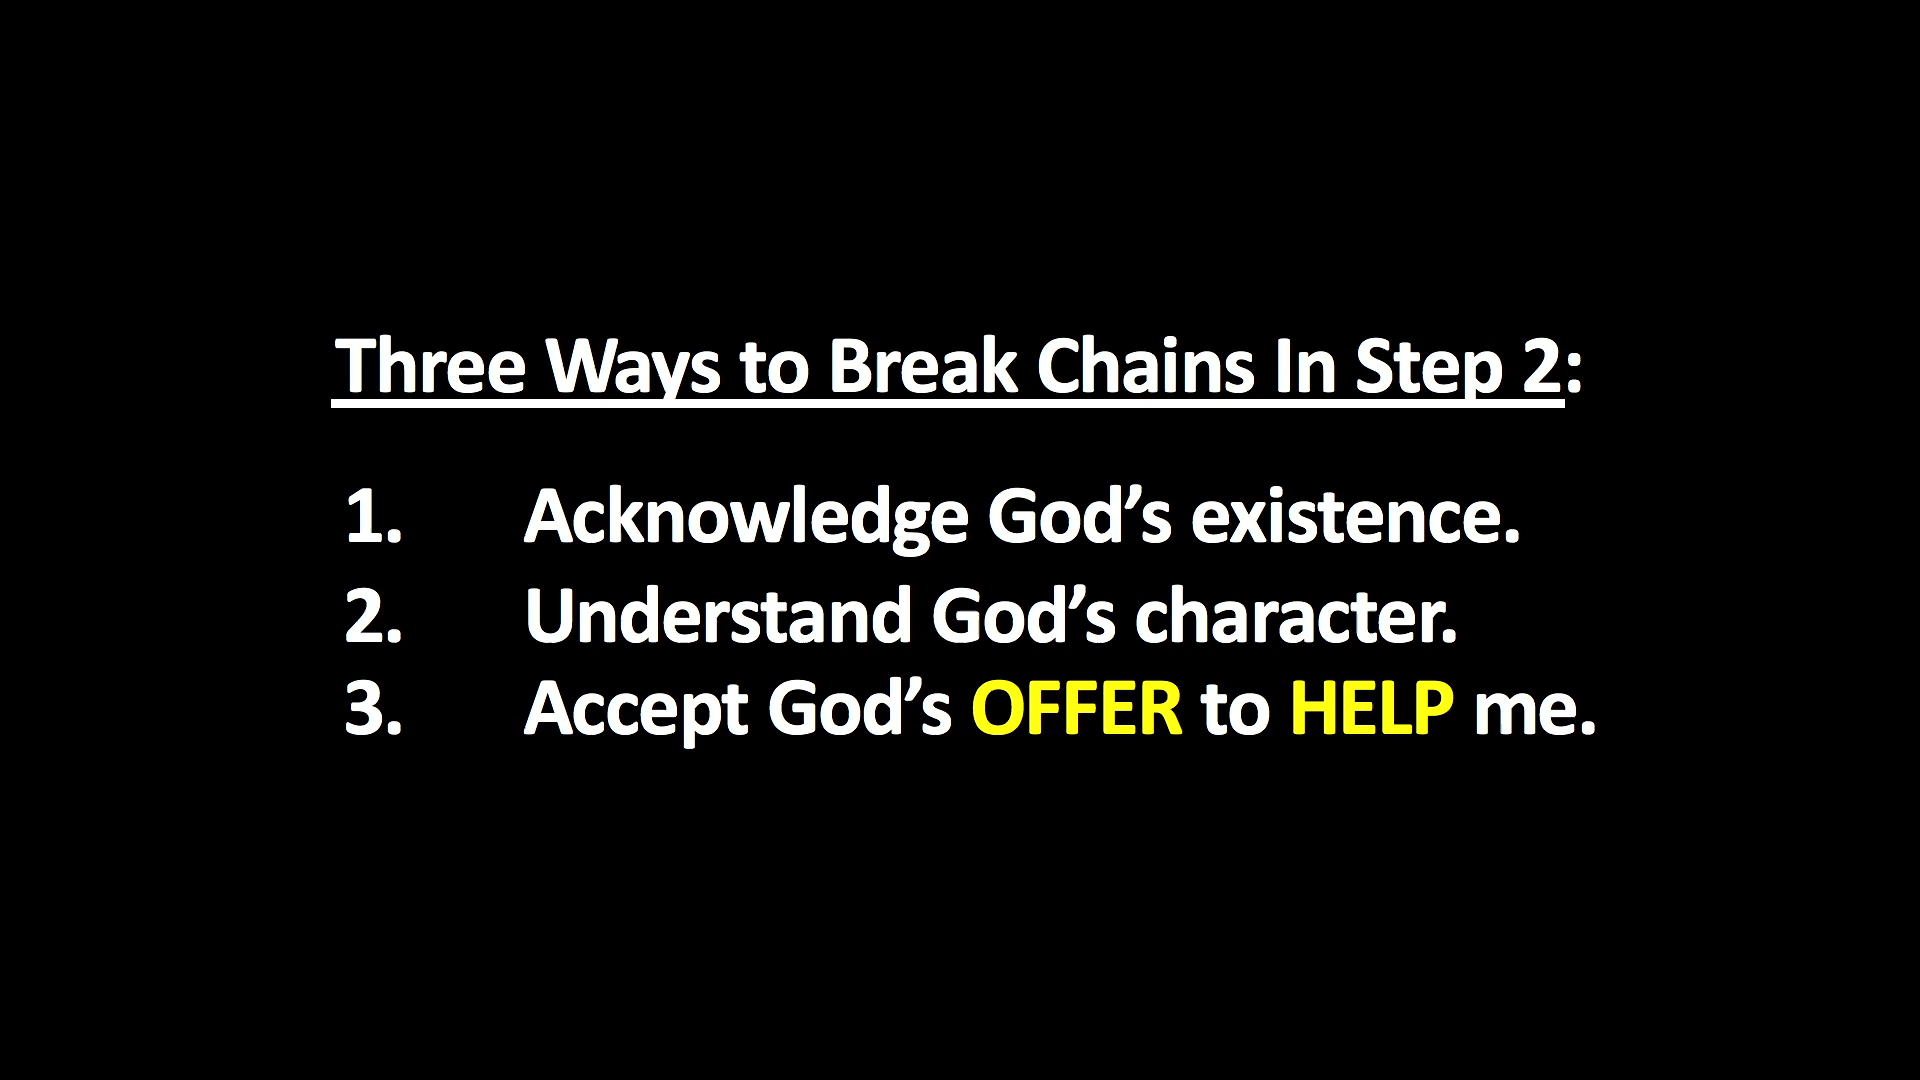 Three Ways to Break Chains In Step 2:
1. Acknowledge God’s existence.
2. Understand God’s character.
3. Accept God’s OFFER to HELP me.